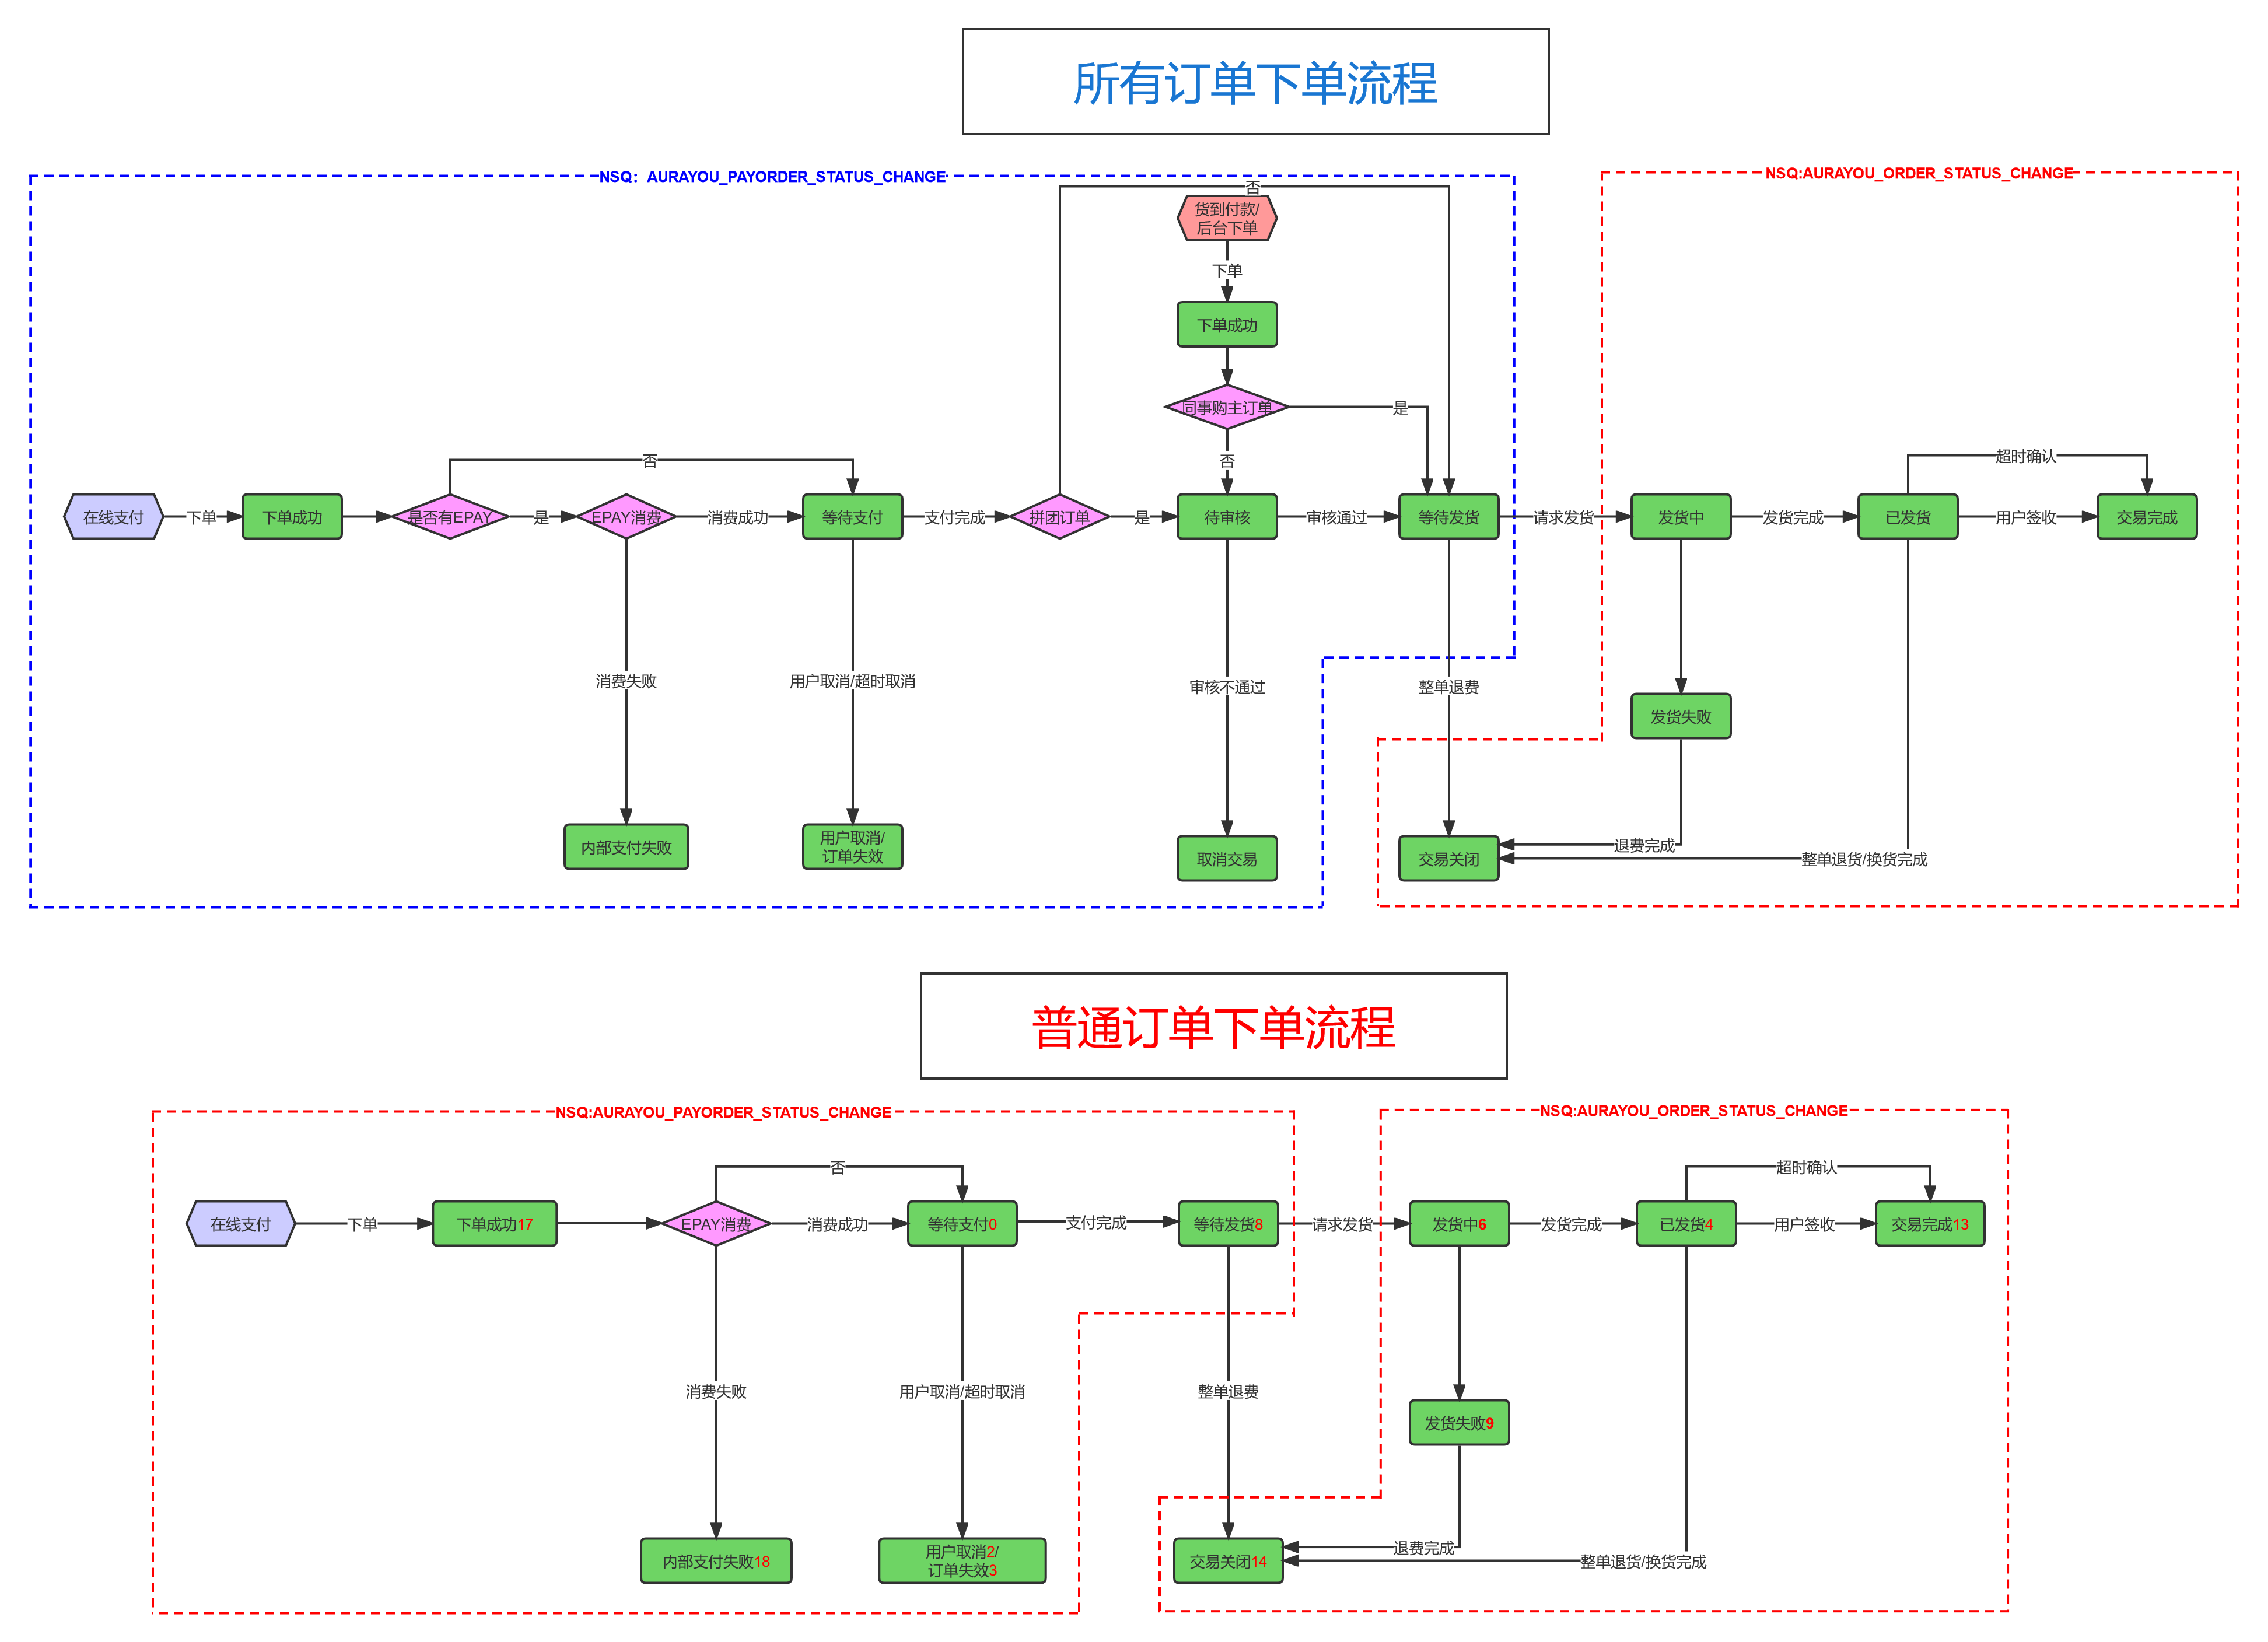 所有订单下单流程
NSQ:AURAYOU_ORDER_STATUS_CHANGE
NSQ: AURAYOU_PAYORDER_STATUS_CHANGE
否
货到付款/
后台下单
下单
下单成功
同事购主订单
是
否
否
超时确认
在线支付
下单
下单成功
是否有EPAY
是
EPAY消费
消费成功
等待支付
支付完成
拼团订单
是
待审核
审核通过
等待发货
请求发货
发货中
发货完成
已发货
用户签收
交易完成
消费失败
用户取消/超时取消
审核不通过
整单退费
发货失败
内部支付失败
用户取消/
订单失效
取消交易
交易关闭
退费完成
整单退货/换货完成
普通订单下单流程
NSQ:AURAYOU_PAYORDER_STATUS_CHANGE
NSQ:AURAYOU_ORDER_STATUS_CHANGE
否
超时确认
在线支付
下单
下单成功17
EPAY消费
消费成功
等待支付0
支付完成
等待发货8
请求发货
发货中6
发货完成
已发货4
用户签收
交易完成13
消费失败
用户取消/超时取消
整单退费
发货失败9
内部支付失败18
用户取消2/
订单失效3
交易关闭14
退费完成
整单退货/换货完成